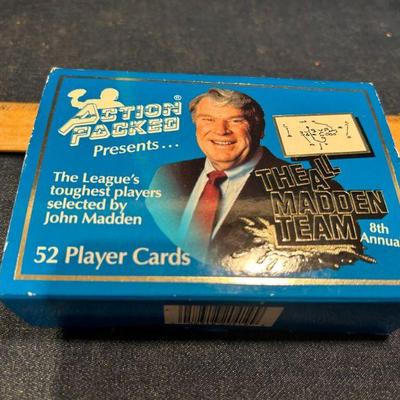 ACTION
PACKED®
Presents...
The League's
toughest players
selected by
John Madden
52 Player Cards
THE ALL
MADDEN
TEAM
8th
Annual